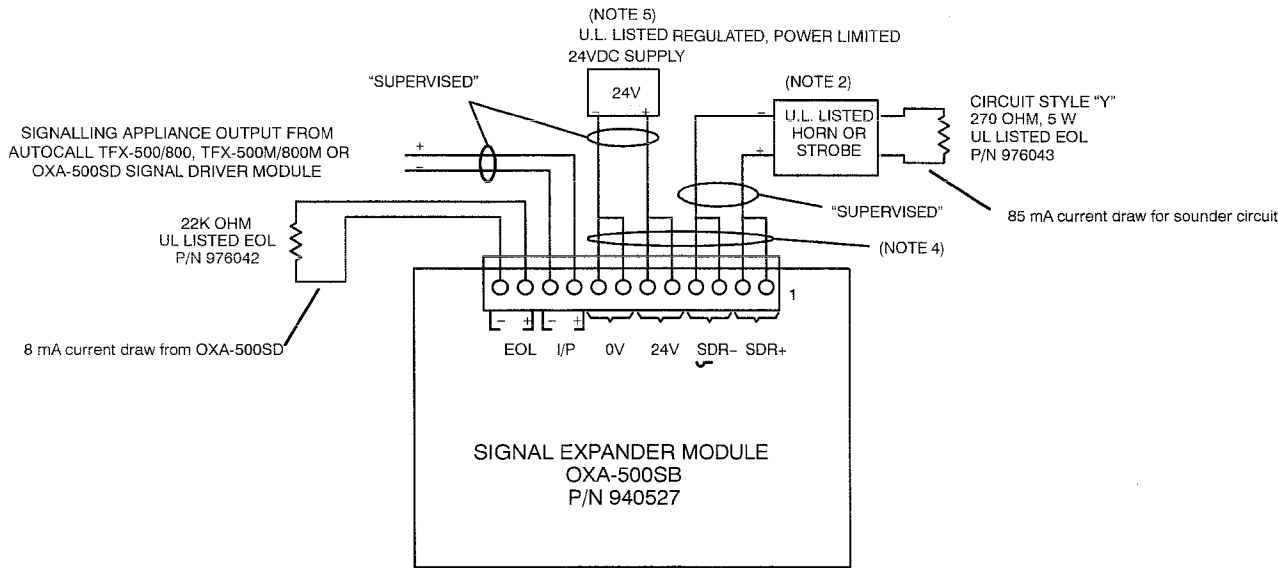 (NOTE 5)
U.L. LISTED REGULATED, POWER LIMITED
24VDC SUPPLY
24V
- +
"SUPERVISED"
(NOTE 2)
U.L. LISTED
HORN OR
STROBE
-
+
CIRCUIT STYLE "Y"
270 OHM, 5 W
UL LISTED EOL
P/N 976043
SIGNALLING APPLIANCE OUTPUT FROM
AUTOCALL TFX-500/800, TFX-500M/800M OR
OXA-500SD SIGNAL DRIVER MODULE
+
-
"SUPERVISED"
85 mA current draw for sounder circuit
22K OHM
UL LISTED EOL
P/N 976042
(NOTE 4)
1
- + - +
EOL I/P 0V 24V SDR- SDR+
8 mA current draw from OXA-500SD
SIGNAL EXPANDER MODULE
OXA-500SB
P/N 940527